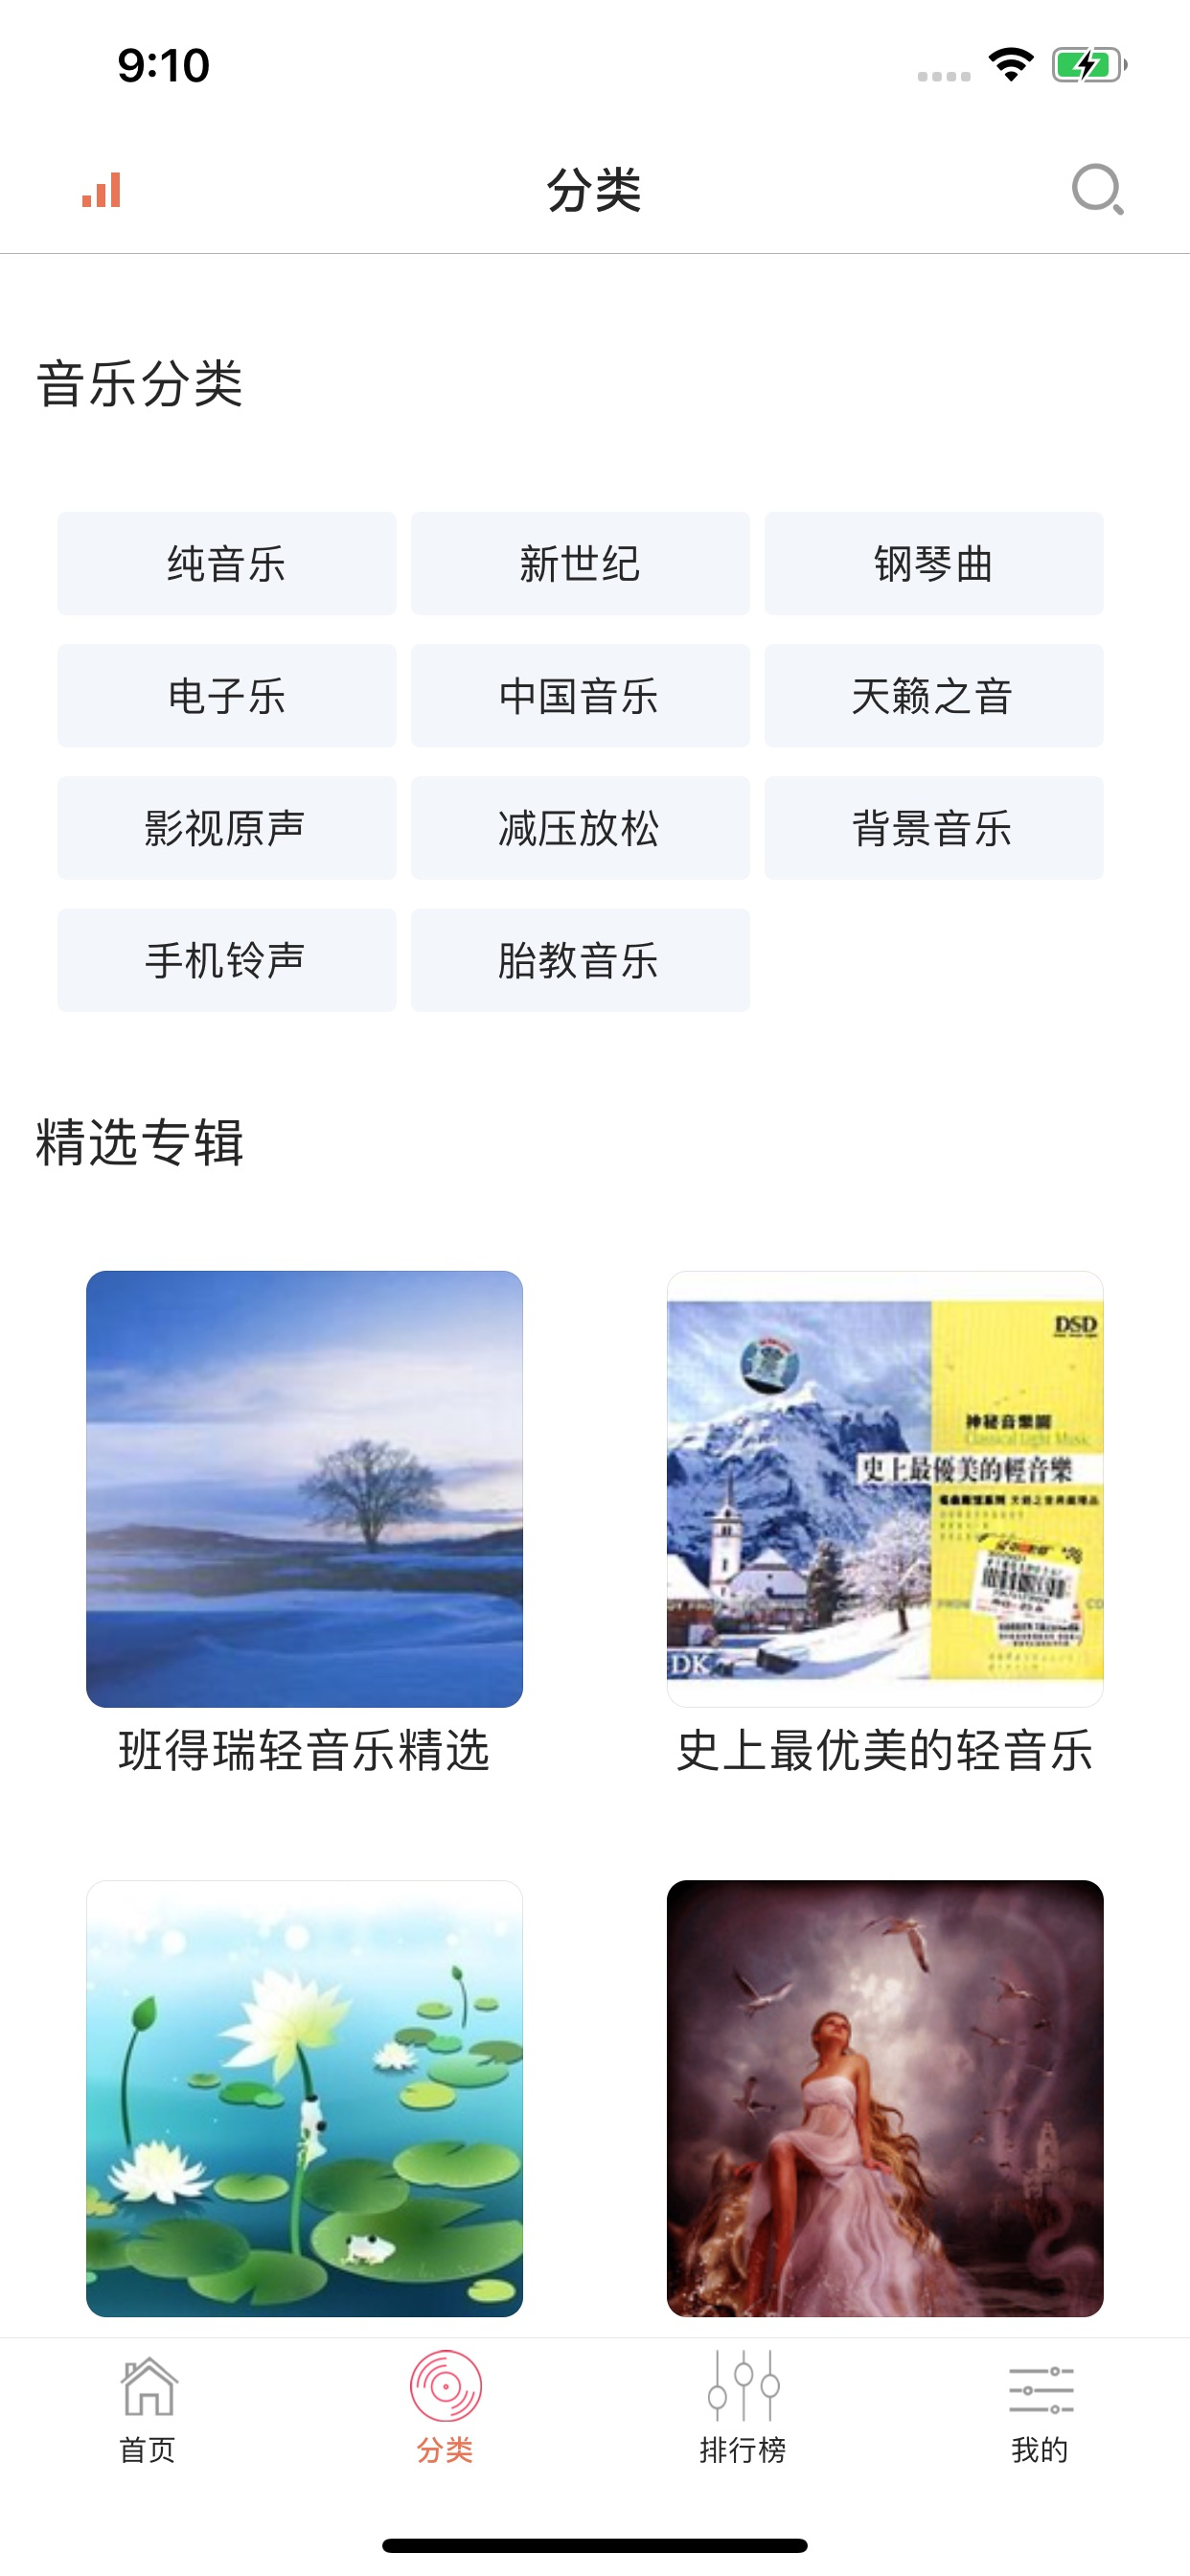 9:10
分类
音乐分类
纯音乐
新世纪
钢琴曲
电子乐
中国音乐
天籁之音
影视原声
减压放松
背景音乐
手机铃声
胎教音乐
精选专辑
DSD
神秘音樂園
Classical Light Music
史上最優美的輕音樂
DK
班得瑞轻音乐精选
史上最优美的轻音乐
首页
分类
排行榜
我的